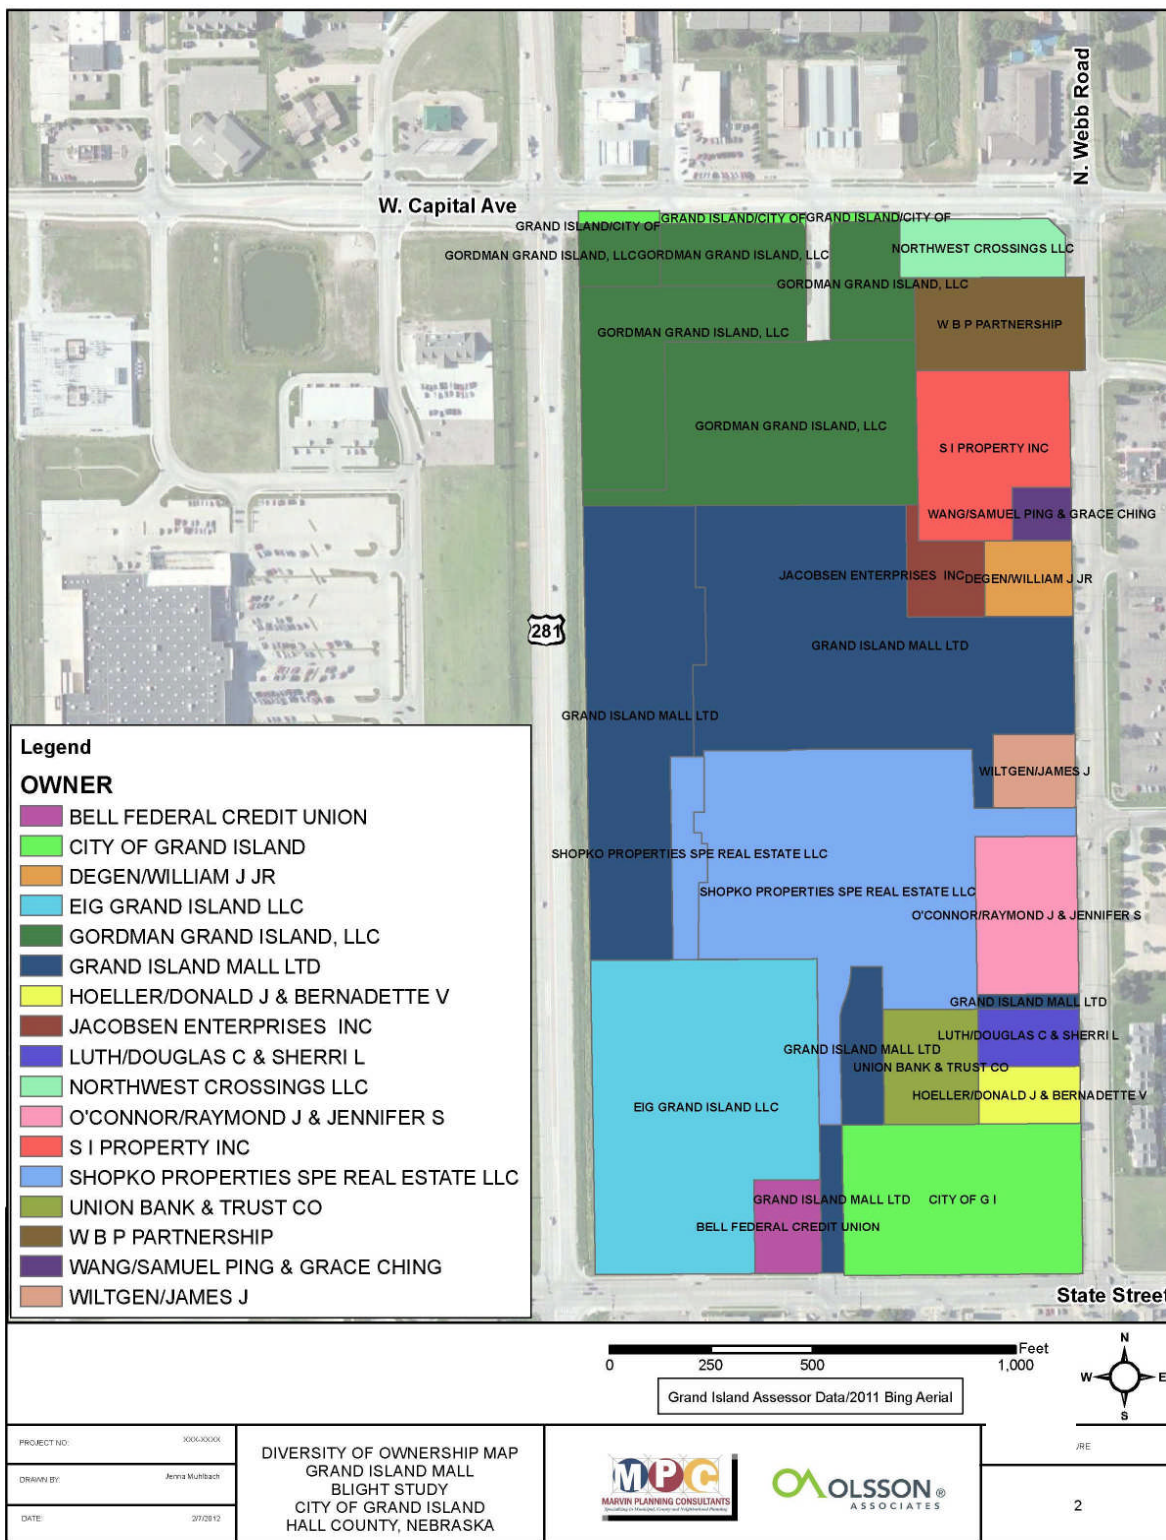 N. Webb Road
W. Capital Ave
GRAND ISLAND/CITY OF
GRAND ISLAND/CITY OF
GRAND ISLAND/CITY OF
GORDMAN GRAND ISLAND, LLC
GORDMAN GRAND ISLAND, LLC
NORTHWEST CROSSINGS LLC
GORDMAN GRAND ISLAND, LLC
W B P PARTNERSHIP
GORDMAN GRAND ISLAND, LLC
GORDMAN GRAND ISLAND, LLC
S I PROPERTY INC
WANG/SAMUEL PING & GRACE CHING
JACOBSEN ENTERPRISES  INC
DEGEN/WILLIAM J JR
281
GRAND ISLAND MALL LTD
GRAND ISLAND MALL LTD
WILTGEN/JAMES J
SHOPKO PROPERTIES SPE REAL ESTATE LLC
SHOPKO PROPERTIES SPE REAL ESTATE LLC
O'CONNOR/RAYMOND J & JENNIFER S
GRAND ISLAND MALL LTD
LUTH/DOUGLAS C & SHERRI L
GRAND ISLAND MALL LTD
UNION BANK & TRUST CO
HOELLER/DONALD J & BERNADETTE V
EIG GRAND ISLAND LLC
GRAND ISLAND MALL LTD
CITY OF G I
BELL FEDERAL CREDIT UNION
State Street
Legend
OWNER
BELL FEDERAL CREDIT UNION
CITY OF GRAND ISLAND
DEGEN/WILLIAM J JR
EIG GRAND ISLAND LLC
GORDMAN GRAND ISLAND, LLC
GRAND ISLAND MALL LTD
HOELLER/DONALD J & BERNADETTE V
JACOBSEN ENTERPRISES  INC
LUTH/DOUGLAS C & SHERRI L
NORTHWEST CROSSINGS LLC
O'CONNOR/RAYMOND J & JENNIFER S
S I PROPERTY INC
SHOPKO PROPERTIES SPE REAL ESTATE LLC
UNION BANK & TRUST CO
W B P PARTNERSHIP
WANG/SAMUEL PING & GRACE CHING
WILTGEN/JAMES J
Feet
0 250 500 1,000
Grand Island Assessor Data/2011 Bing Aerial
N
W E
S
PROJECT NO: XXX-XXXX
DRAWN BY: Jenna Muhlbach
DATE: 2/7/2012
DIVERSITY OF OWNERSHIP MAP
GRAND ISLAND MALL
BLIGHT STUDY
CITY OF GRAND ISLAND
HALL COUNTY, NEBRASKA
MPC
MARVIN PLANNING CONSULTANTS
Specializing in Municipal, County and Neighborhood Planning
OLSSON ®
ASSOCIATES
/RE
2